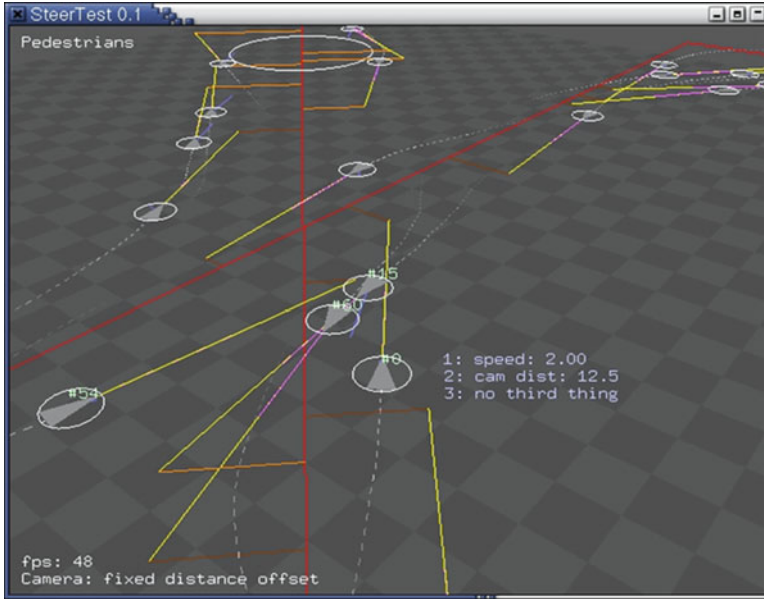 SteerTest 0.1
Pedestrians
#15
#60
#0
#54
1: speed: 2.00
2: cam dist: 12.5
3: no third thing
fps: 48
Camera: fixed distance offset